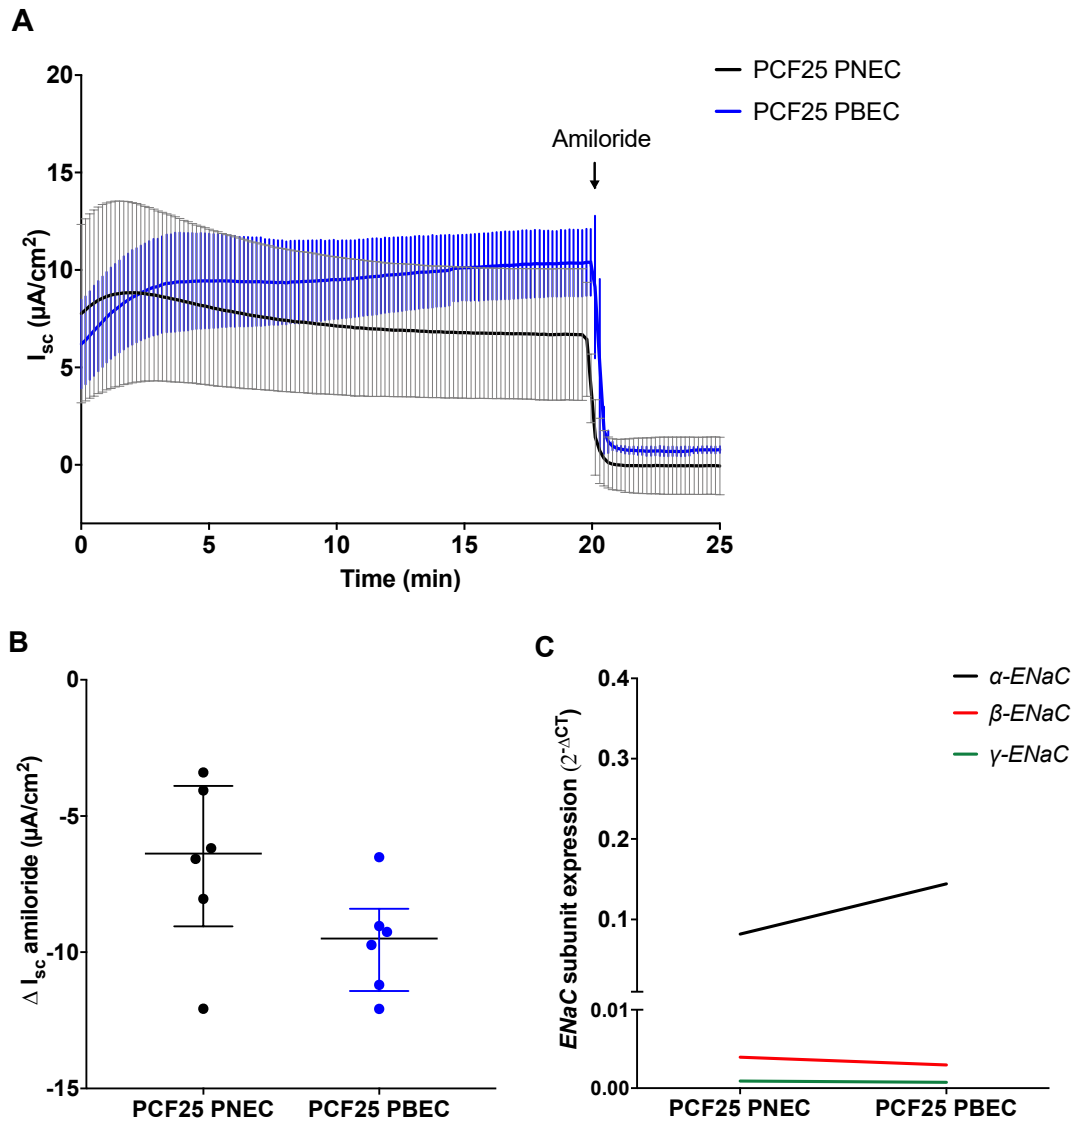 A
PCF25 PNEC
PCF25 PBEC
Amiloride
20
15
10
5
0
I_sc (µA/cm²)
0 5 10 15 20 25
Time (min)
B
0
-5
-10
-15
Δ I_sc amiloride (µA/cm²)
PCF25 PNEC PCF25 PBEC
C
α-ENaC
β-ENaC
γ-ENaC
0.4
0.3
0.2
0.1
0.01
0.00
ENaC subunit expression (2^-ΔCT)
PCF25 PNEC PCF25 PBEC